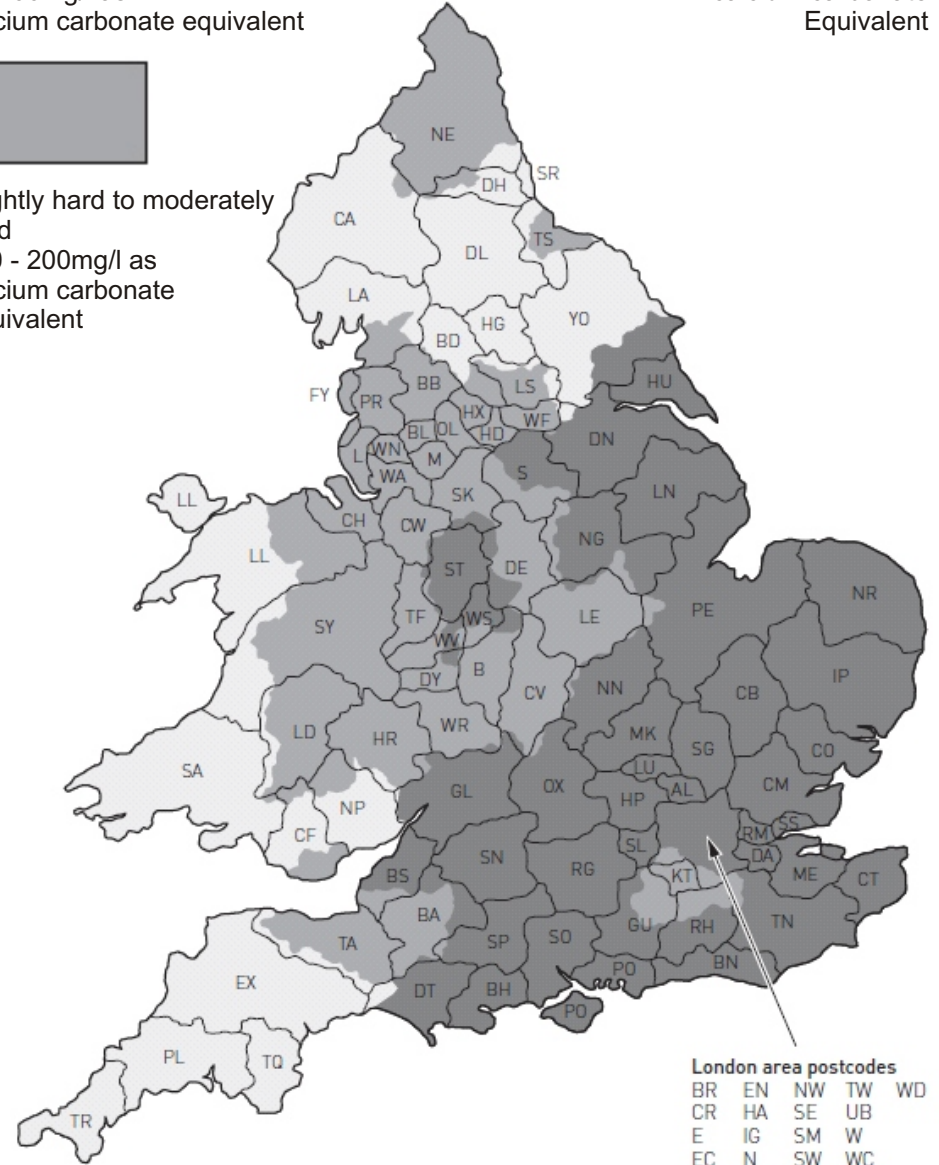 cium carbonate equivalent
Equivalent
htly hard to moderately
d
- 200mg/l as
cium carbonate
uivalent
NE
SR
DH
CA
TS
DL
LA
YO
HG
BD
HU
FY
BB
LS
PR
HX
WF
BL
OL
HD
DN
L
WN
M
WA
S
LL
SK
LN
CH
CW
NG
LL
ST
DE
NR
PE
TF
WS
LE
SY
WV
B
DY
IP
NN
CB
CV
WR
LD
HR
MK
SG
CO
SA
LU
CM
GL
OX
HP
AL
NP
CF
SS
RM
SL
DA
SN
RG
ME
CT
BS
KT
BA
TN
GU
RH
TA
SP
SO
BN
PO
EX
DT
BH
PO
PL
TQ
TR
London area postcodes
BR EN NW TW WD
CR HA SE UB
E IG SM W
EC N SW WC